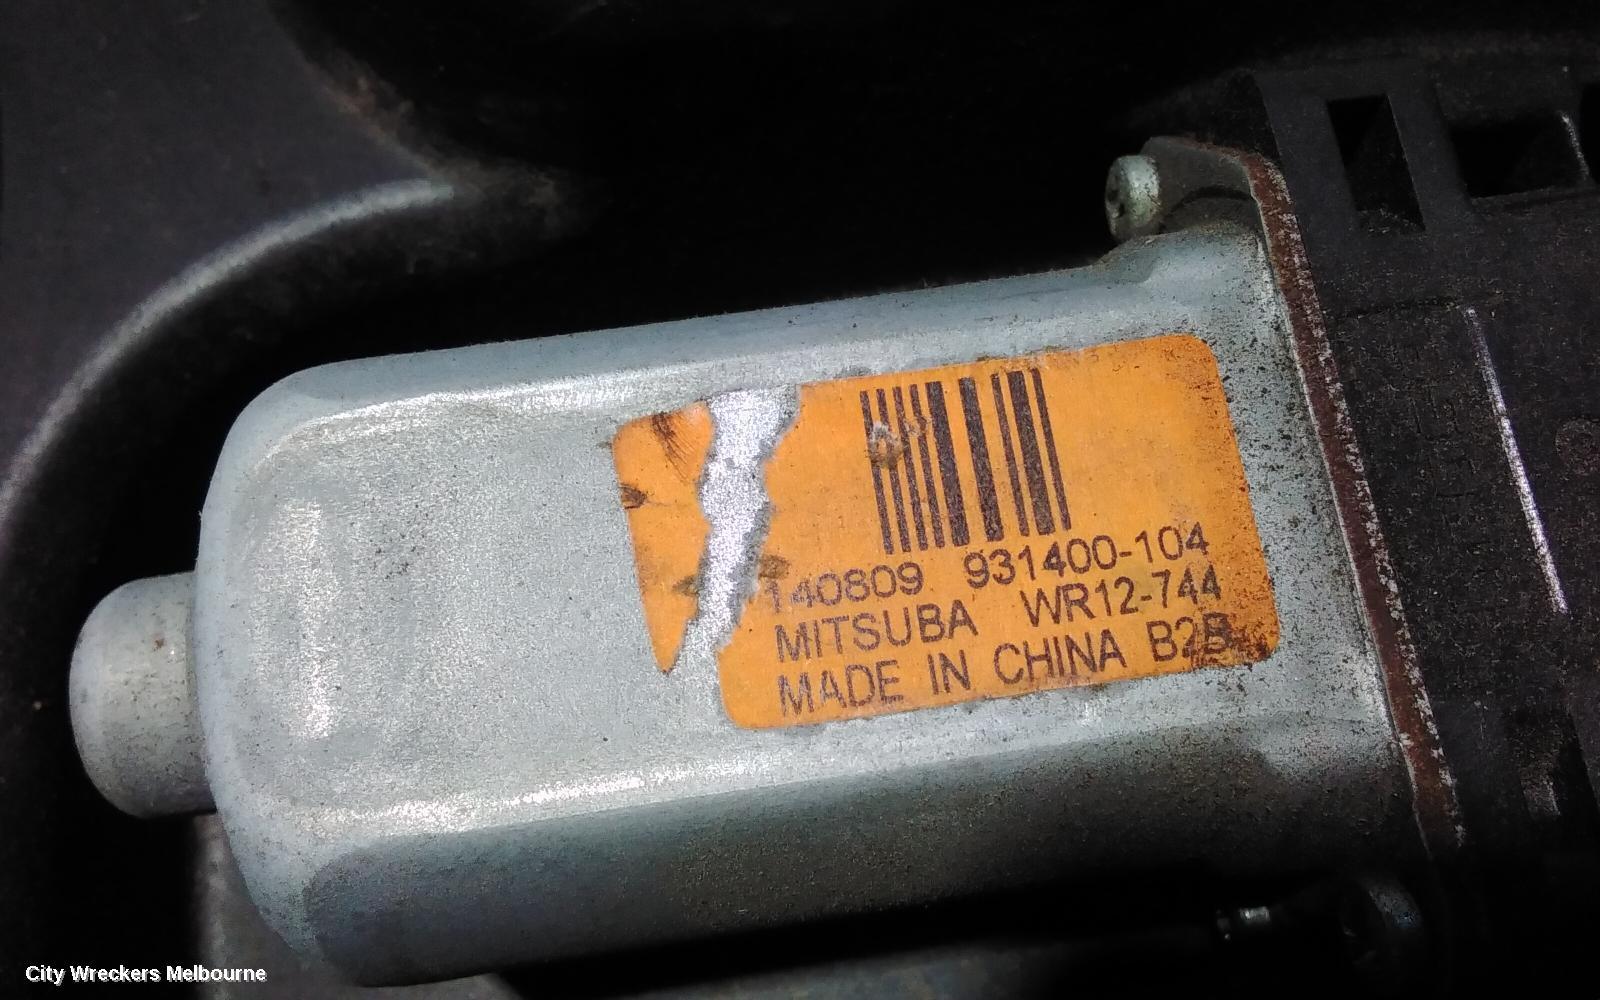 140809 931400-104
MITSUBA WR12-744
MADE IN CHINA B2B
City Wreckers Melbourne